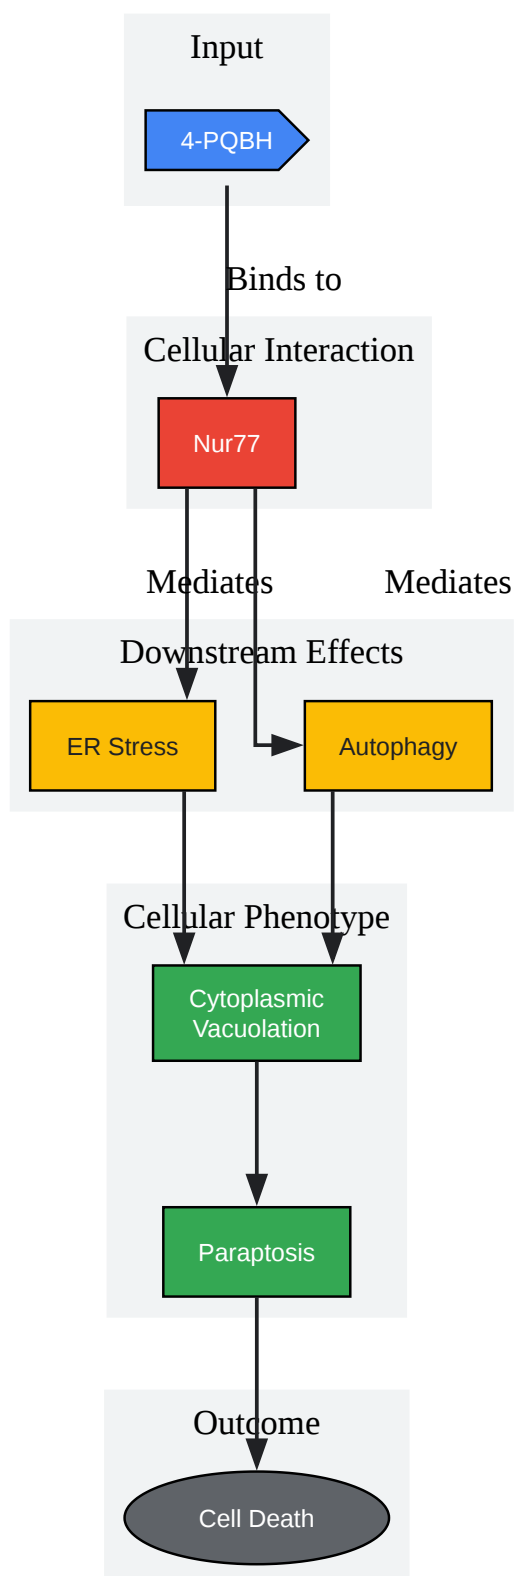 Input
4-PQBH
Binds to
Cellular Interaction
Nur77
Mediates
Mediates
Downstream Effects
ER Stress
Autophagy
Cellular Phenotype
Cytoplasmic
Vacuolation
Paraptosis
Outcome
Cell Death